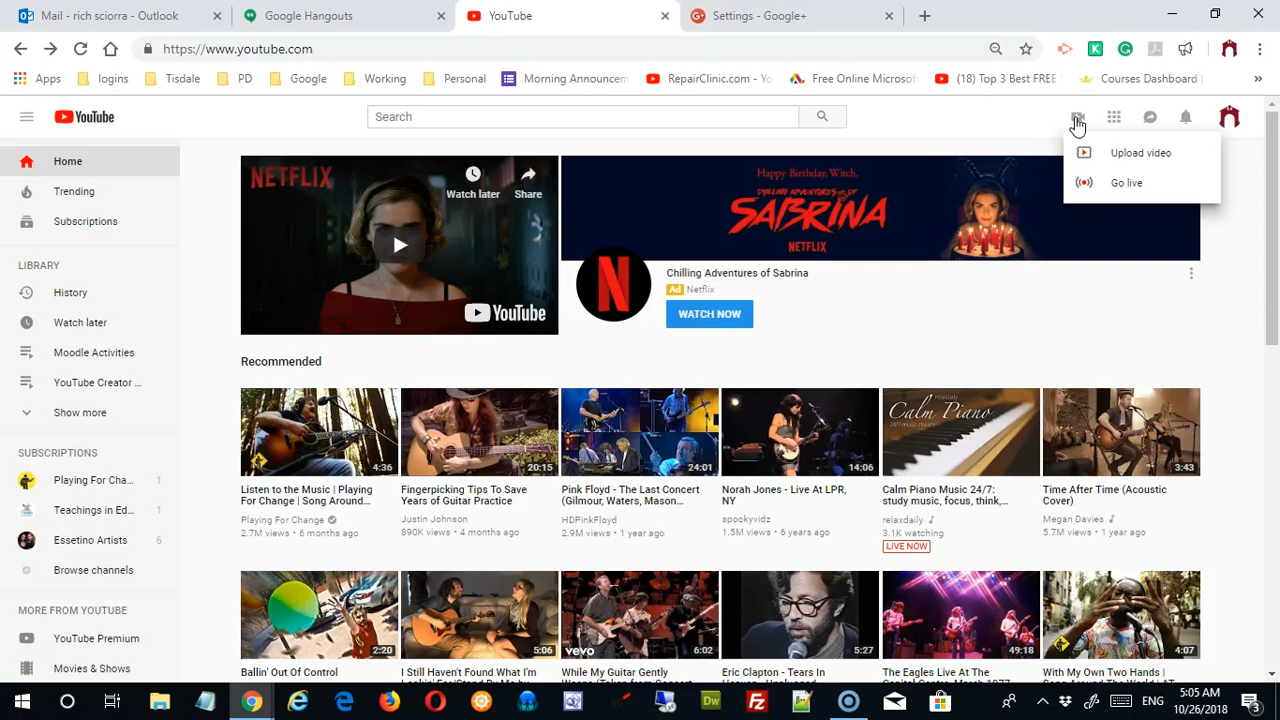 Mail - rich sciorra - Outlook
Google Hangouts
YouTube
Settings - Google+
https://www.youtube.com
Apps
logins
Tisdale
PD
Google
Working
Personal
Morning Announcem
RepairClinic.com - Yo
Free Online Microsof
(18) Top 3 Best FREE
Courses Dashboard |
YouTube
Search
Upload video
Go live
Home
Trending
Subscriptions
LIBRARY
History
Watch later
Moodle Activities
YouTube Creator ...
Show more
SUBSCRIPTIONS
Playing For Cha... 1
Teachings in Ed... 1
Essetino Artists 6
Browse channels
MORE FROM YOUTUBE
YouTube Premium
Movies & Shows
NETFLIX
Watch later
Share
YouTube
Happy Birthday, Witch.
CHILLING ADVENTURES OF
SABRINA
NETFLIX
N
Chilling Adventures of Sabrina
Ad Netflix
WATCH NOW
Recommended
4:36
Listen to the Music | Playing
For Change | Song Around...
Playing For Change
2.7M views • 6 months ago
20:15
Fingerpicking Tips To Save
Years of Guitar Practice
Justin Johnson
890K views • 4 months ago
24:01
Pink Floyd - The Last Concert
(Gilmour, Waters, Mason...
HDPinkFloyd
2.9M views • 1 year ago
14:06
Norah Jones - Live At LPR,
NY
spookyvidz
1.5M views • 6 years ago
relaxdaily
Calm Piano
24/7 music stream
Calm Piano Music 24/7:
study music, focus, think,...
relaxdaily
3.1K watching
LIVE NOW
3:43
Time After Time (Acoustic
Cover)
Megan Davies
5.7M views • 1 year ago
2:20
Ballin' Out Of Control
5:06
I Still Haven't Found What I'm
vevo
6:02
While My Guitar Gently
5:27
Eric Clapton - Tears In
49:18
The Eagles Live At The
4:07
With My Own Two Hands |
ENG
5:05 AM
10/26/2018
3